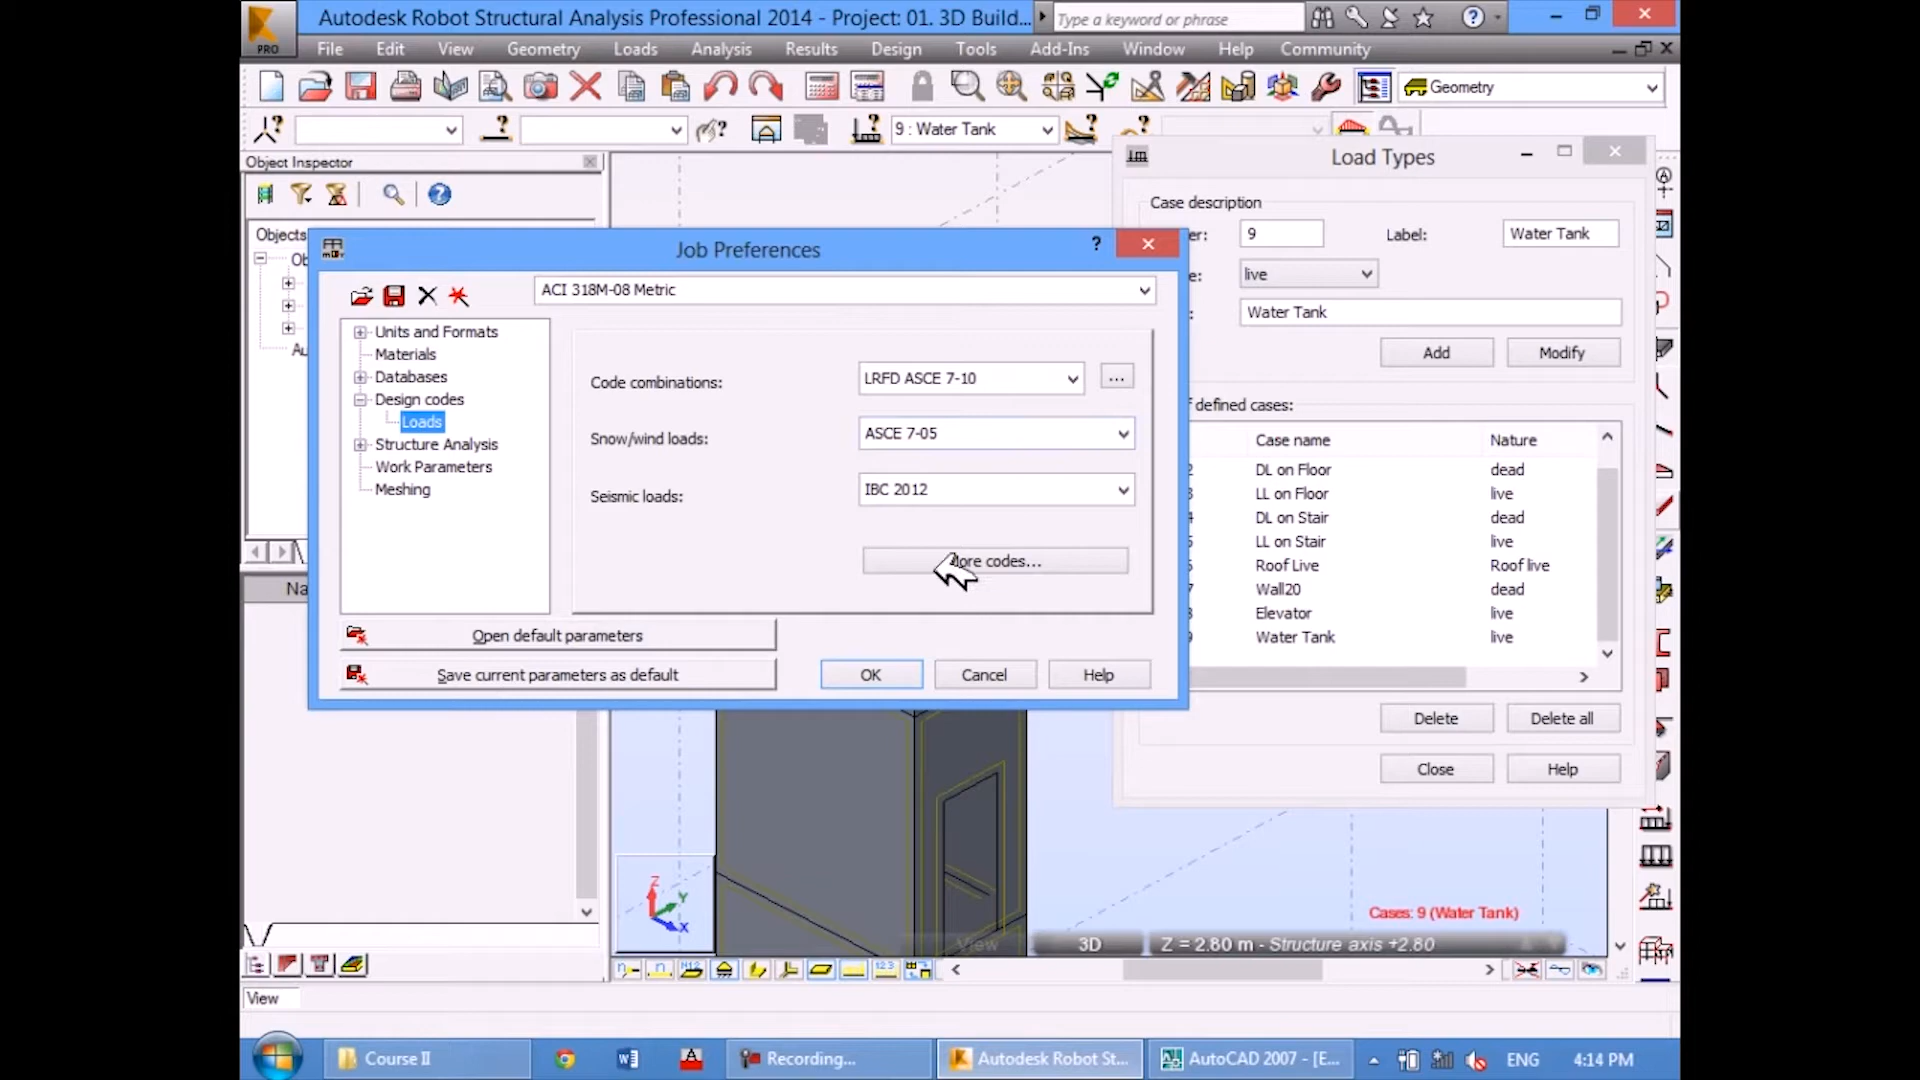 Autodesk Robot Structural Analysis Professional 2014 - Project: 01. 3D Build...
Type a keyword or phrase
PRO
File Edit View Geometry Loads Analysis Results Design Tools Add-Ins Window Help Community
Geometry
9 : Water Tank
Object Inspector
Load Types
Case description
er: 9 Label: Water Tank
e: live
: Water Tank
Add Modify
f defined cases:
Case name Nature
DL on Floor dead
LL on Floor live
DL on Stair dead
LL on Stair live
Roof Live Roof live
Wall20 dead
Elevator live
Water Tank live
Delete Delete all
Close Help
Objects
Ob
Au
Na
Job Preferences
ACI 318M-08 Metric
Units and Formats
Materials
Databases
Design codes
Loads
Structure Analysis
Work Parameters
Meshing
Code combinations: LRFD ASCE 7-10 ...
Snow/wind loads: ASCE 7-05
Seismic loads: IBC 2012
More codes...
Open default parameters
Save current parameters as default
OK Cancel Help
Z
Y
X
Cases: 9 (Water Tank)
View 3D Z = 2.80 m - Structure axis +2.80
View
Course II
Recording...
Autodesk Robot St...
AutoCAD 2007 - [E...
ENG 4:14 PM